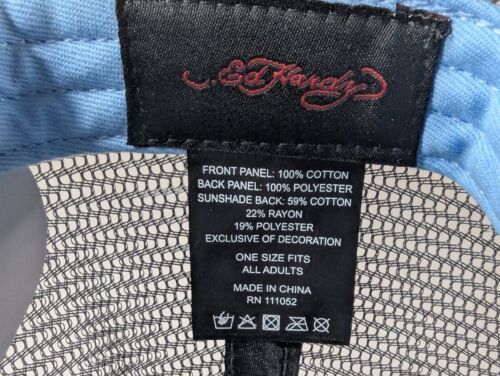 Ed Hardy
FRONT PANEL: 100% COTTON
BACK PANEL: 100% POLYESTER
SUNSHADE BACK: 59% COTTON
22% RAYON
19% POLYESTER
EXCLUSIVE OF DECORATION
ONE SIZE FITS
ALL ADULTS
MADE IN CHINA
RN 111052